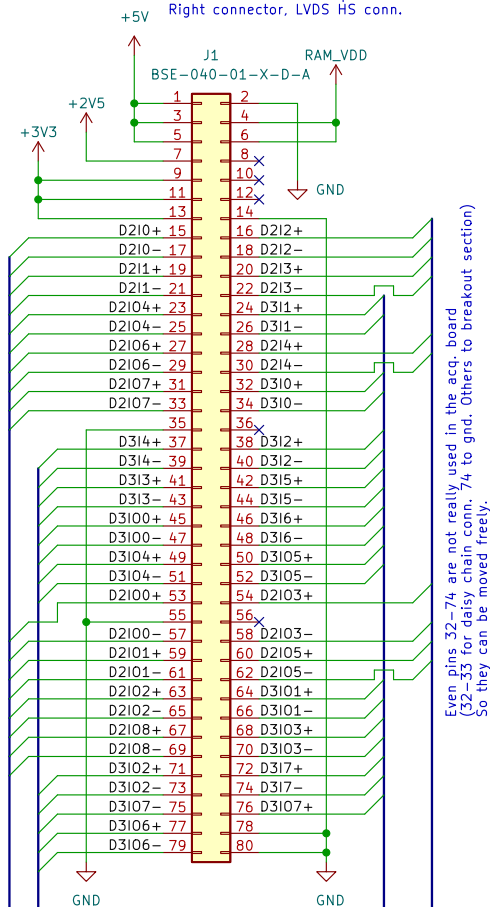 Right connector, LVDS HS conn.
+5V
J1
RAM_VDD
BSE-040-01-X-D-A
+2V5
+3V3
1 2
3 4
5 6
7 8
9 10
11 12
GND
13 14
D2I0+ 15 16 D2I2+
D2I0- 17 18 D2I2-
D2I1+ 19 20 D2I3+
D2I1- 21 22 D2I3-
D2IO4+ 23 24 D3I1+
D2IO4- 25 26 D3I1-
D2IO6+ 27 28 D2I4+
D2IO6- 29 30 D2I4-
D2IO7+ 31 32 D3I0+
D2IO7- 33 34 D3I0-
35 36
D3I4+ 37 38 D3I2+
D3I4- 39 40 D3I2-
D3I3+ 41 42 D3I5+
D3I3- 43 44 D3I5-
D3IO0+ 45 46 D3I6+
D3IO0- 47 48 D3I6-
D3IO4+ 49 50 D3IO5+
D3IO4- 51 52 D3IO5-
D2IO0+ 53 54 D2IO3+
55 56
D2IO0- 57 58 D2IO3-
D2IO1+ 59 60 D2IO5+
D2IO1- 61 62 D2IO5-
D2IO2+ 63 64 D3IO1+
D2IO2- 65 66 D3IO1-
D2IO8+ 67 68 D3IO3+
D2IO8- 69 70 D3IO3-
D3IO2+ 71 72 D3I7+
D3IO2- 73 74 D3I7-
D3IO7- 75 76 D3IO7+
D3IO6+ 77 78
D3IO6- 79 80
GND
GND
Even pins 32-74 are not really used in the acq. board
(32-33 for daisy chain conn. 74 to gnd. Others to breakout section)
So they can be moved freely.